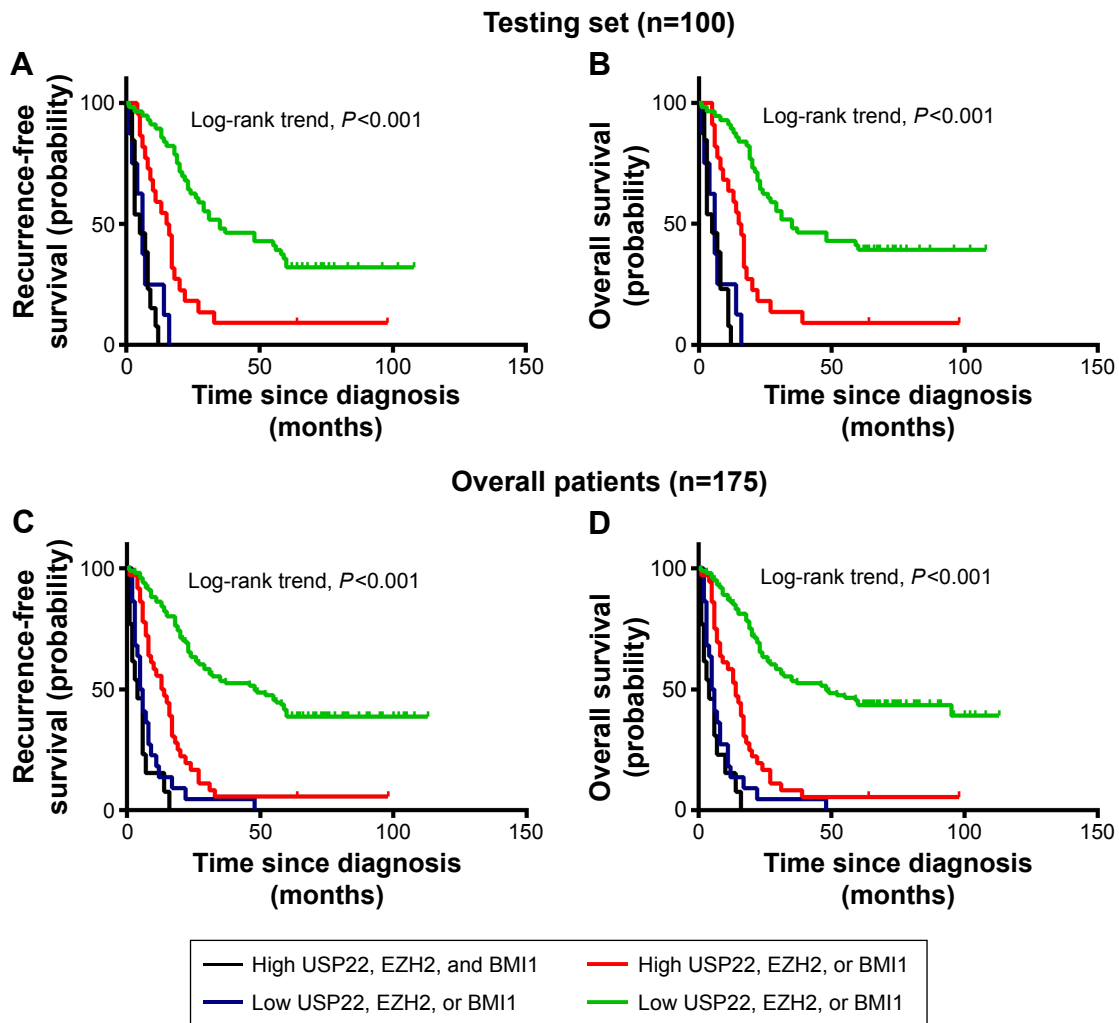 Testing set (n=100)
A
Recurrence-free
survival (probability)
100
50
0
Log-rank trend, P<0.001
0 50 100 150
Time since diagnosis
(months)
B
Overall survival
(probability)
100
50
0
Log-rank trend, P<0.001
0 50 100 150
Time since diagnosis
(months)
Overall patients (n=175)
C
Recurrence-free
survival (probability)
100
50
0
Log-rank trend, P<0.001
0 50 100 150
Time since diagnosis
(months)
D
Overall survival
(probability)
100
50
0
Log-rank trend, P<0.001
0 50 100 150
Time since diagnosis
(months)
High USP22, EZH2, and BMI1
High USP22, EZH2, or BMI1
Low USP22, EZH2, or BMI1
Low USP22, EZH2, or BMI1